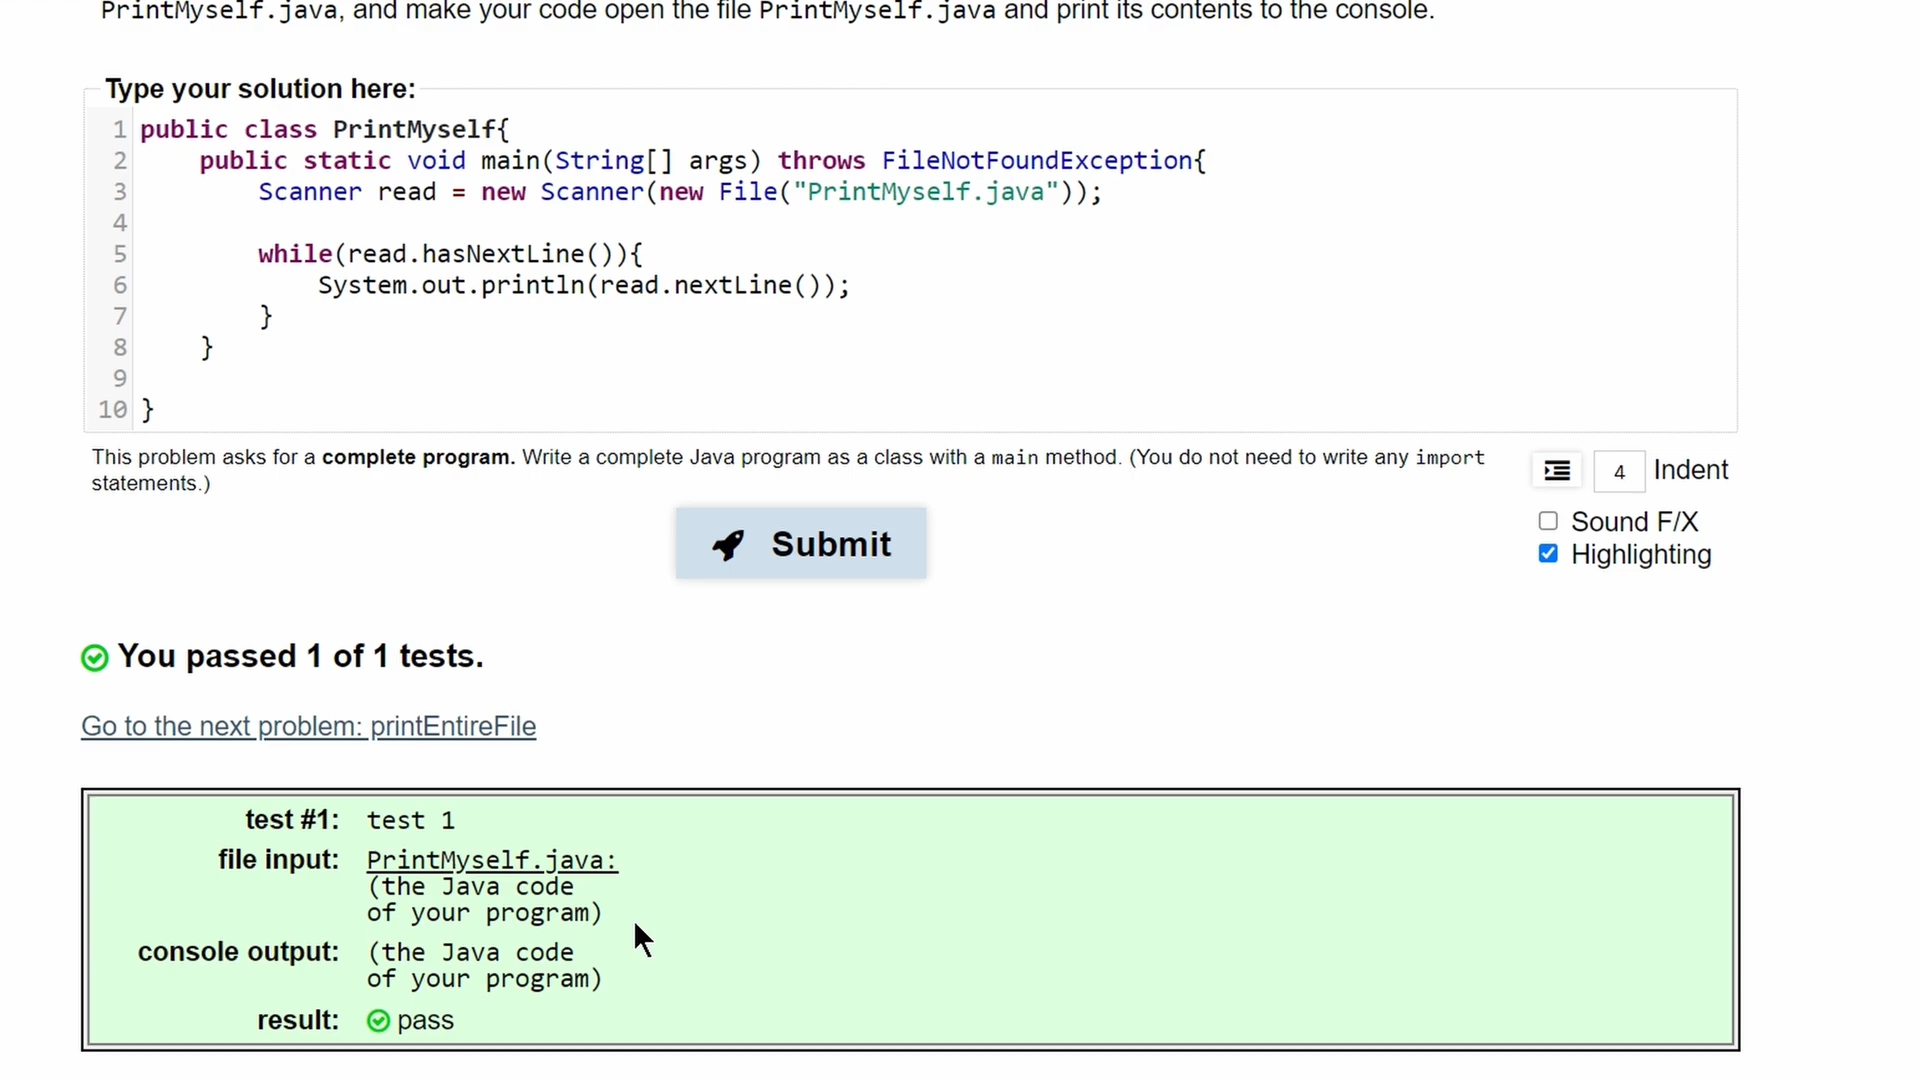 PrintMyself.java, and make your code open the file PrintMyself.java and print its contents to the console.
Type your solution here:
1 public class PrintMyself{
2     public static void main(String[] args) throws FileNotFoundException{
3         Scanner read = new Scanner(new File("PrintMyself.java"));
4
5         while(read.hasNextLine()){
6             System.out.println(read.nextLine());
7         }
8     }
9
10 }
This problem asks for a complete program. Write a complete Java program as a class with a main method. (You do not need to write any import
statements.)
4 Indent
Sound F/X
Highlighting
Submit
You passed 1 of 1 tests.
Go to the next problem: printEntireFile
test #1: test 1
file input: PrintMyself.java:
(the Java code
of your program)
console output: (the Java code
of your program)
result: pass